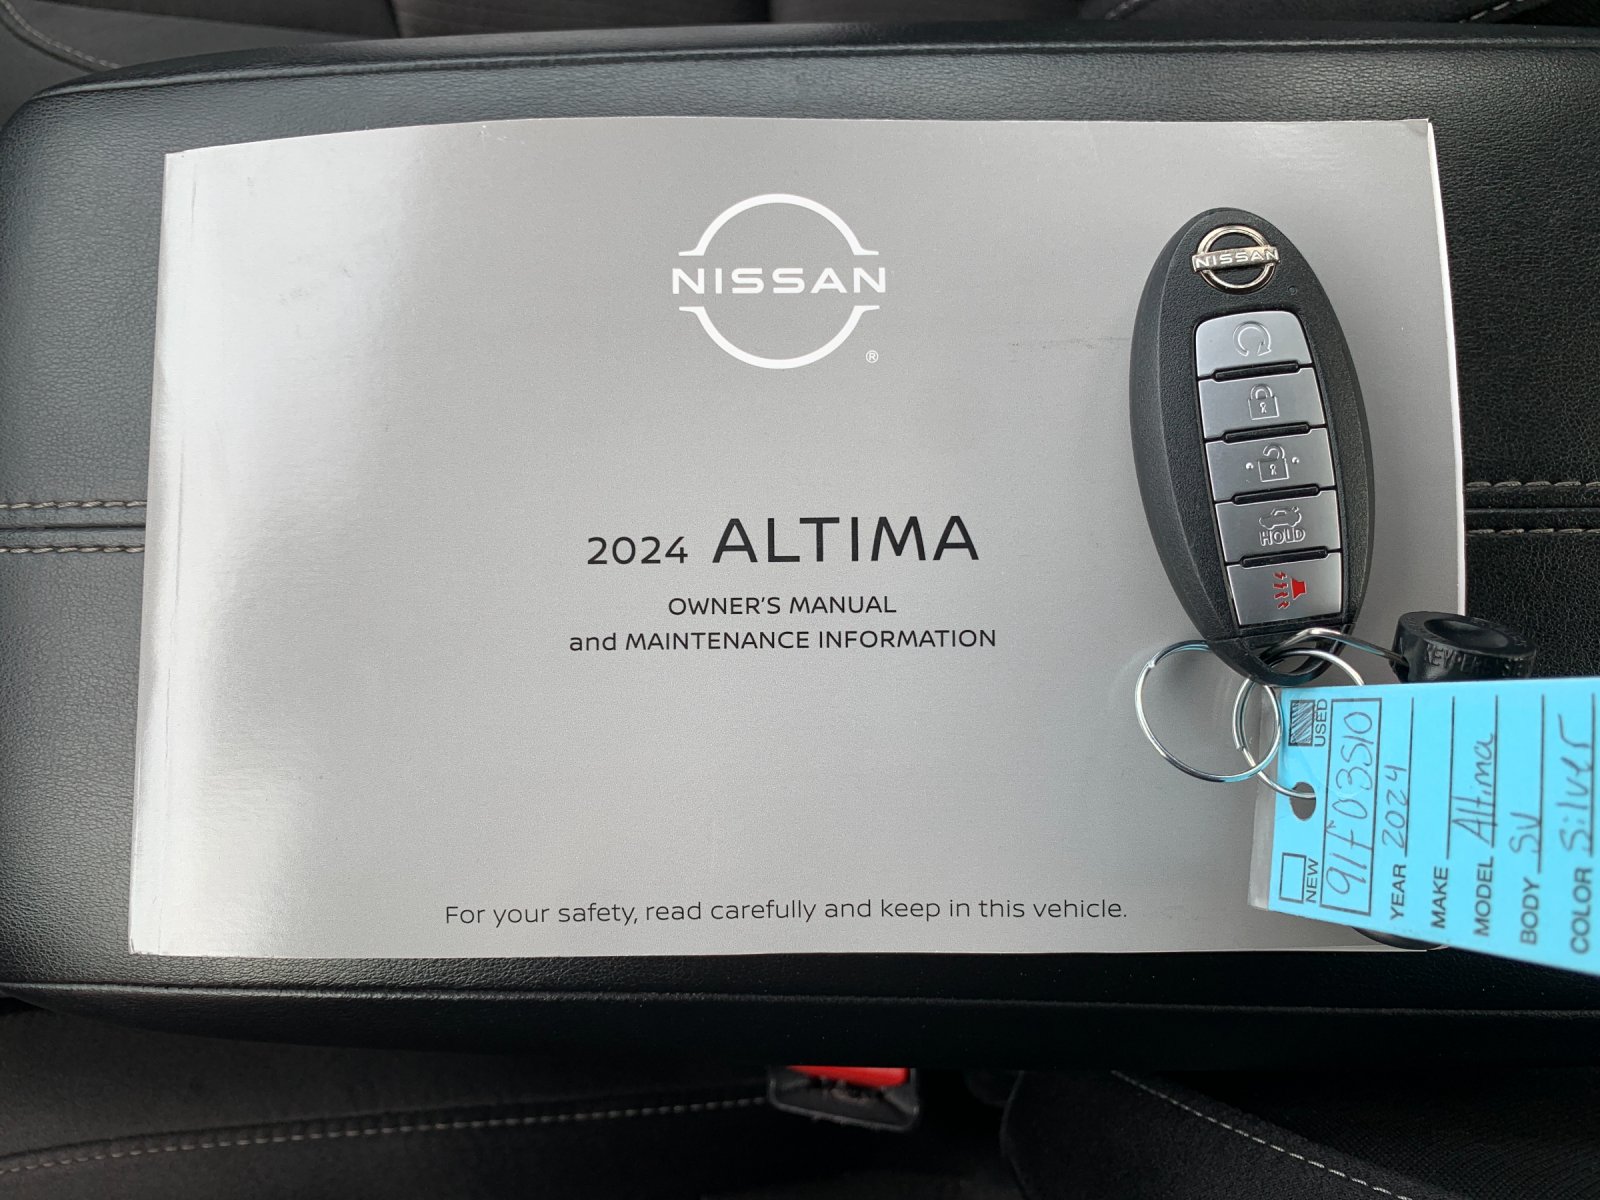 NISSAN
®
2024 ALTIMA
OWNER'S MANUAL
and MAINTENANCE INFORMATION
For your safety, read carefully and keep in this vehicle.
NISSAN
HOLD
NEW USED
YEAR 2024
MAKE
MODEL Altima
BODY SV
COLOR Silver